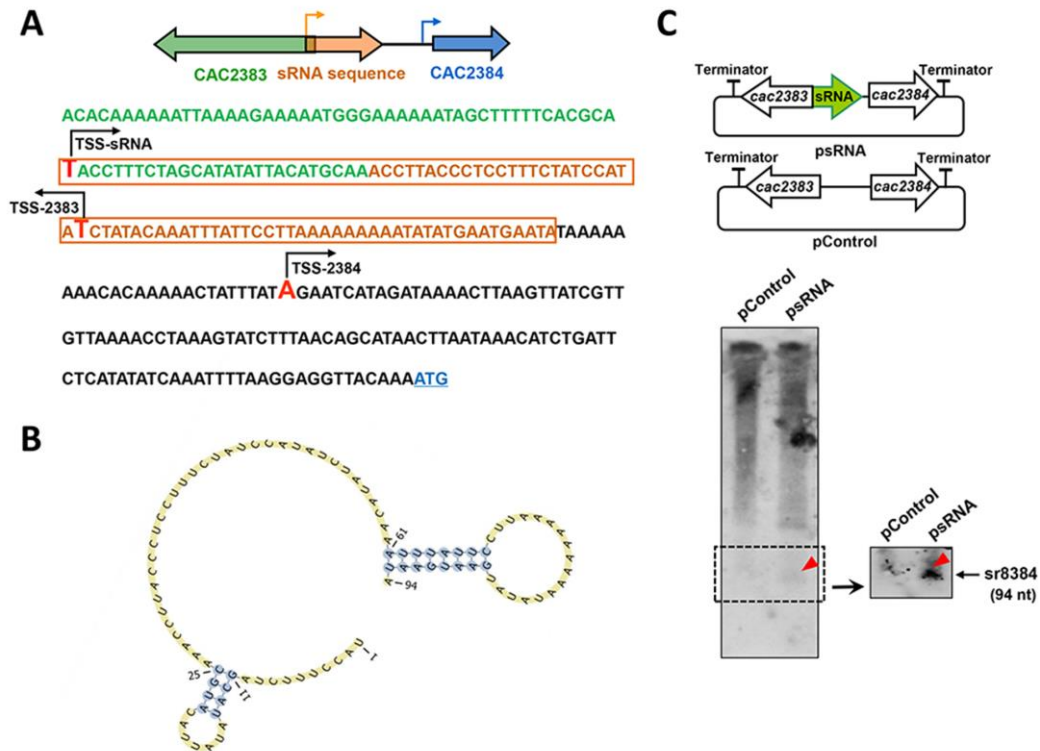 A
CAC2383
sRNA sequence
CAC2384
ACACAAAAAATTAAAAGAAAAATGGGAAAAAATAGCTTTTTCACGCA
TSS-sRNA
TACCTTTCTAGCATATATTACATGCAAACCTTACCCTCCTTTCTATCCAT
TSS-2383
ATCTATACAAATTTATTCCTTAAAAAAAAAATATATGAATGAATATAAAAA
TSS-2384
AAACACAAAAACTATTTATAGAATCATAGATAAAACTTAAGTTATCGTT
GTTAAAACCTAAAGTATCTTTAACAGCATAACTTAATAAACATCTGATT
CTCATATATCAAATTTTAAGGAGGTTACAAAATG
B
1
11
25
61
94
C
Terminator
Terminator
cac2383
sRNA
cac2384
psRNA
Terminator
Terminator
cac2383
cac2384
pControl
pControl
psRNA
pControl
psRNA
sr8384
(94 nt)